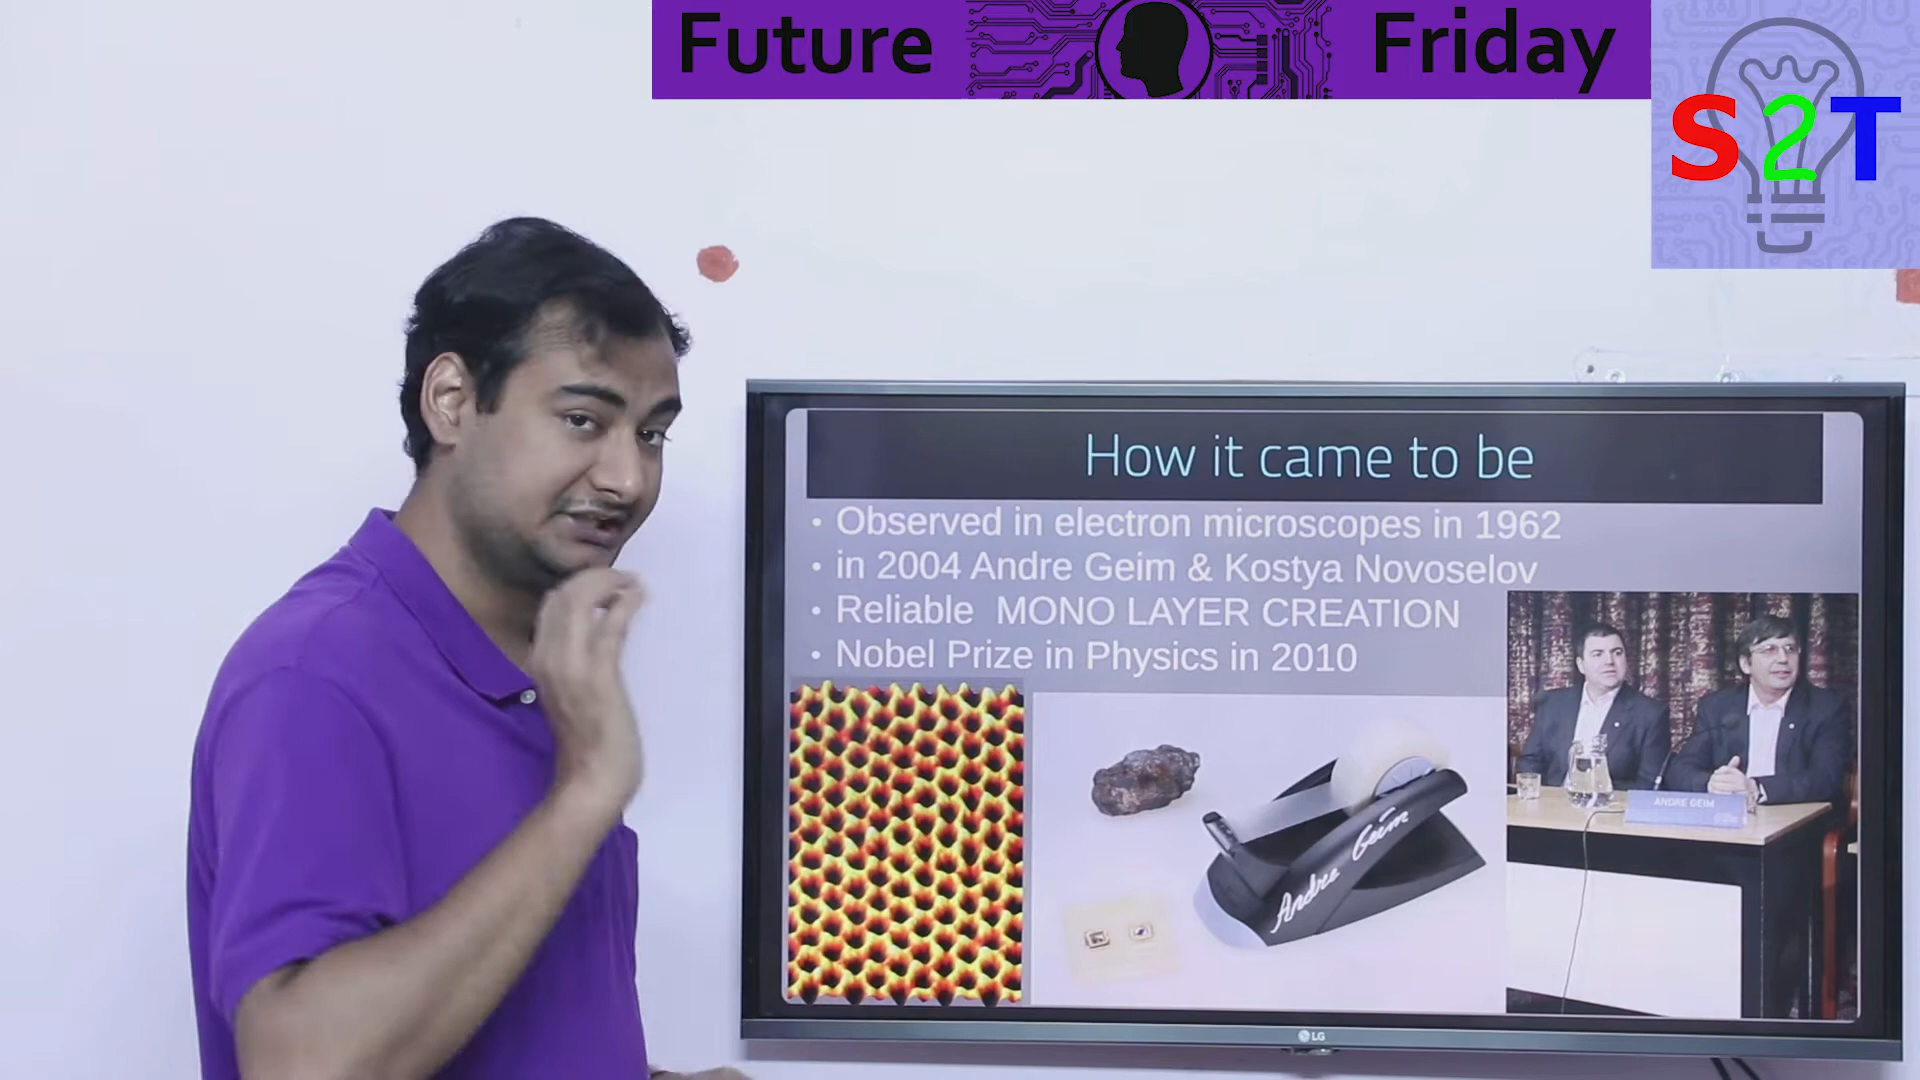 Future Friday
S2T
How it came to be
• Observed in electron microscopes in 1962
• in 2004 Andre Geim & Kostya Novoselov
• Reliable MONO LAYER CREATION
• Nobel Prize in Physics in 2010
ANDRE GEIM
Andre Geim
LG